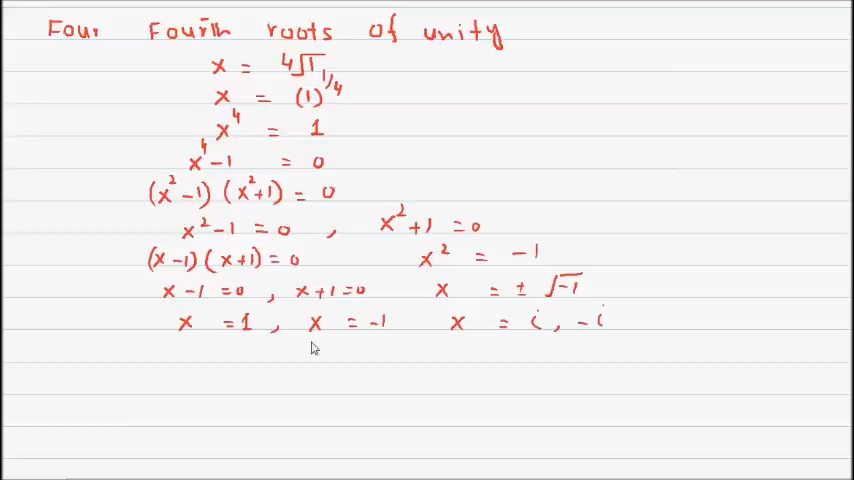 Four Fourth roots of unity
x = 4√1
x = (1)^1/4
x^4 = 1
x^4 - 1 = 0
(x^2 - 1) (x^2 + 1) = 0
x^2 - 1 = 0 , x^2 + 1 = 0
(x - 1) (x + 1) = 0 x^2 = -1
x - 1 = 0 , x + 1 = 0 x = ± √-1
x = 1 , x = -1 x = i , -i